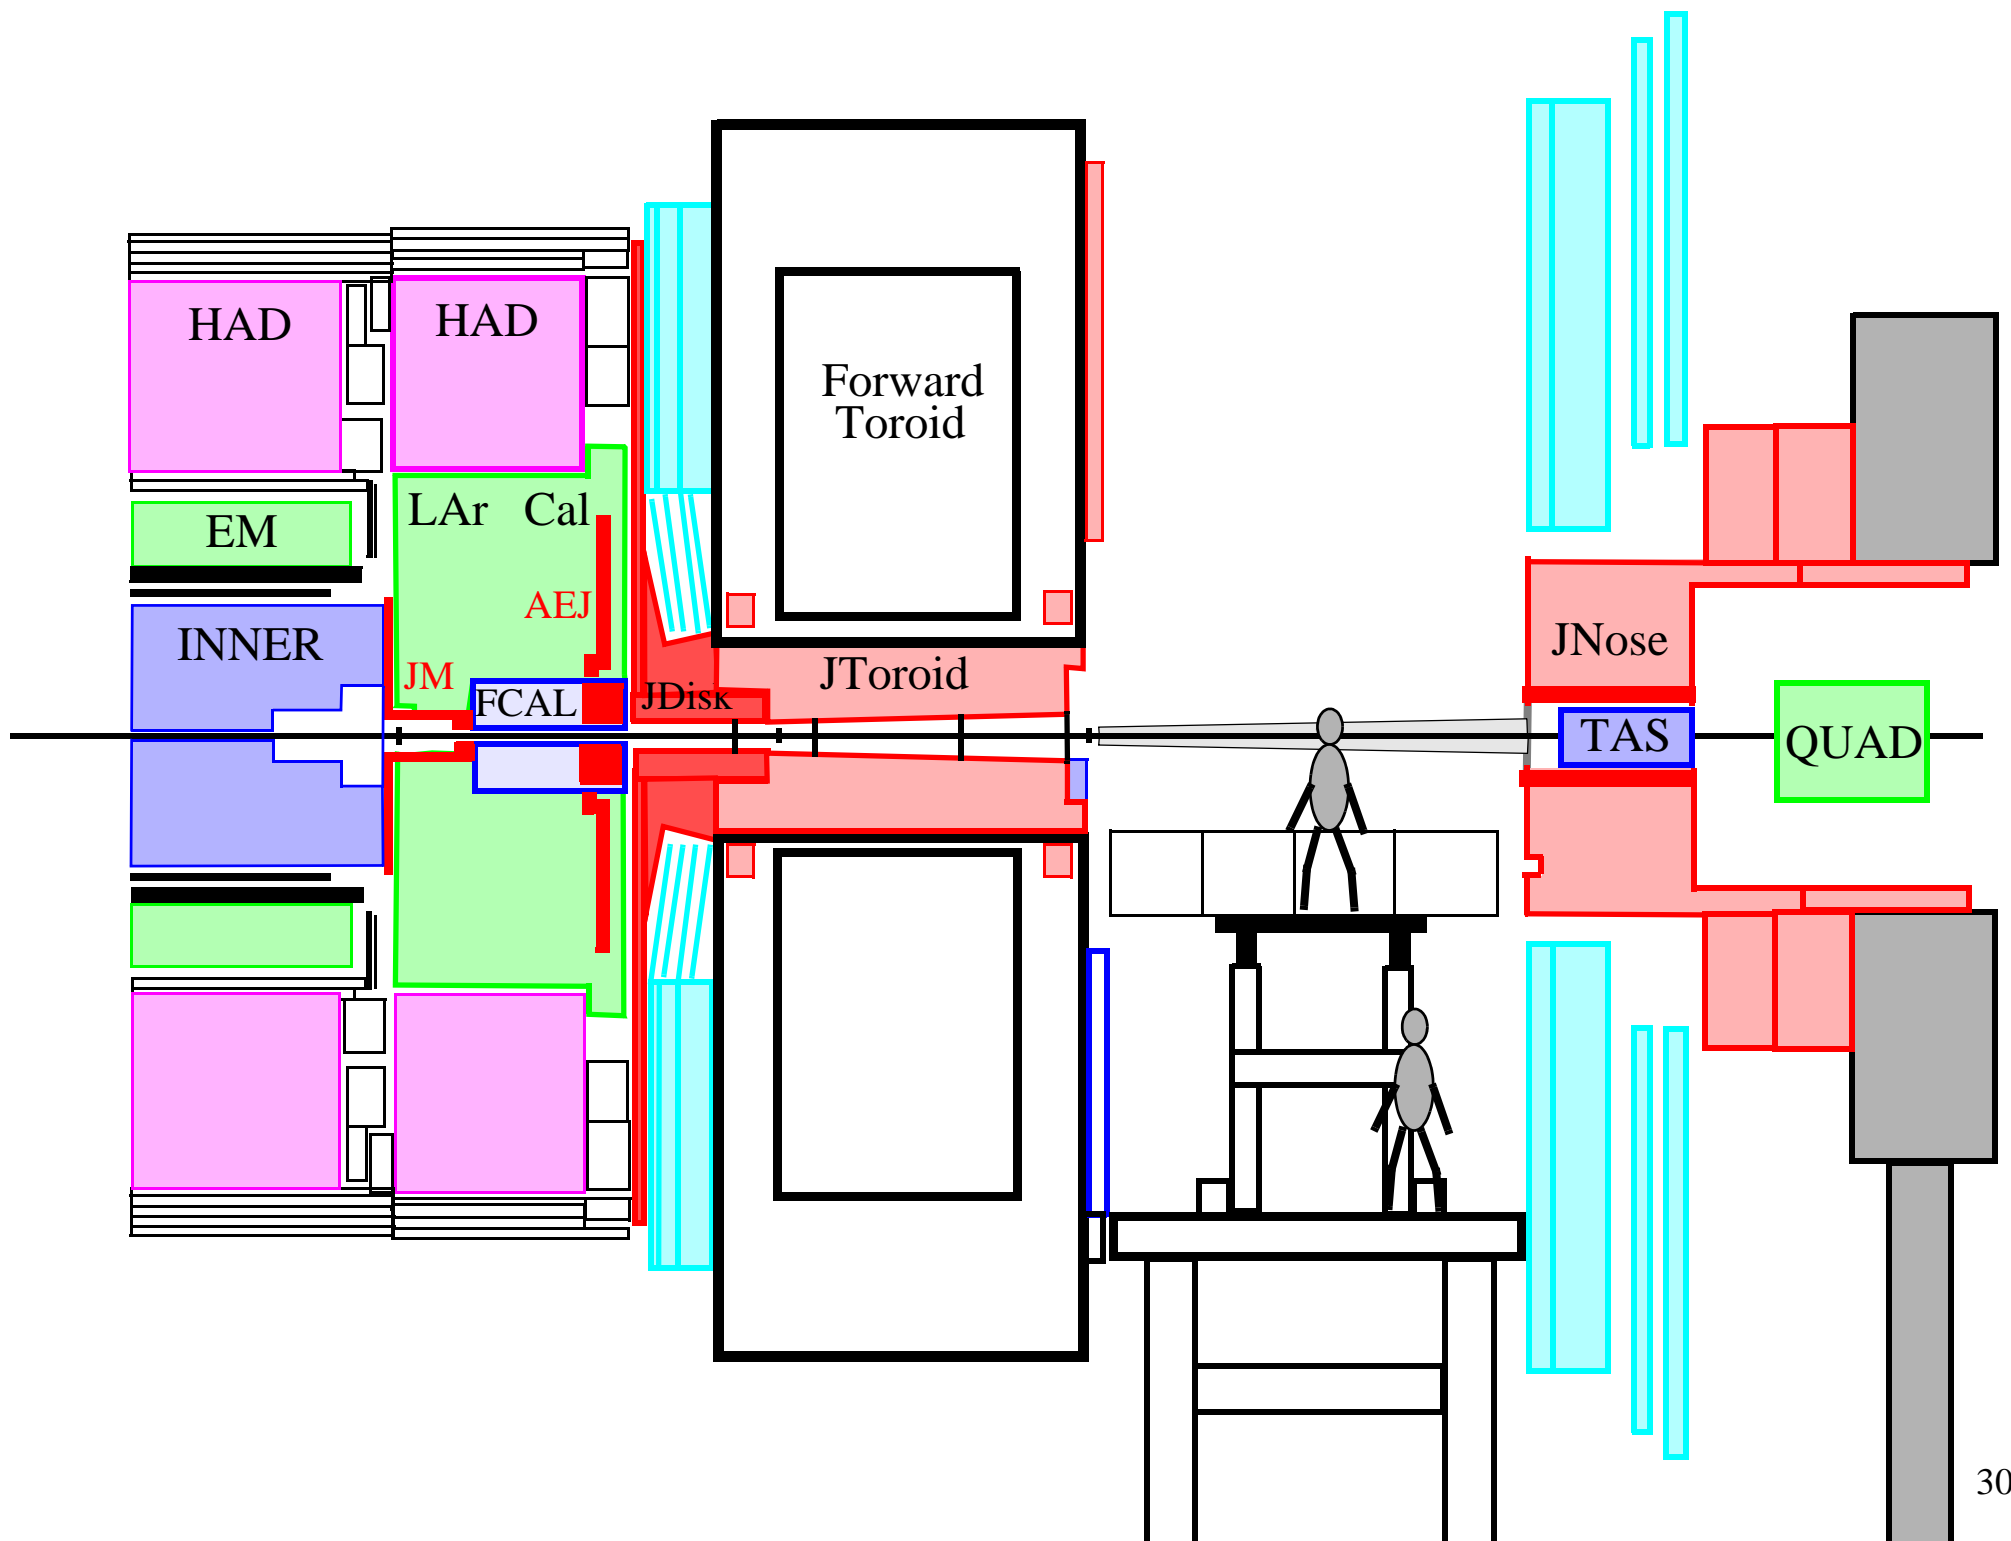 HAD
HAD
Forward
Toroid
LAr Cal
EM
AEJ
INNER
JM
FCAL
JDisk
JToroid
JNose
TAS
QUAD
30